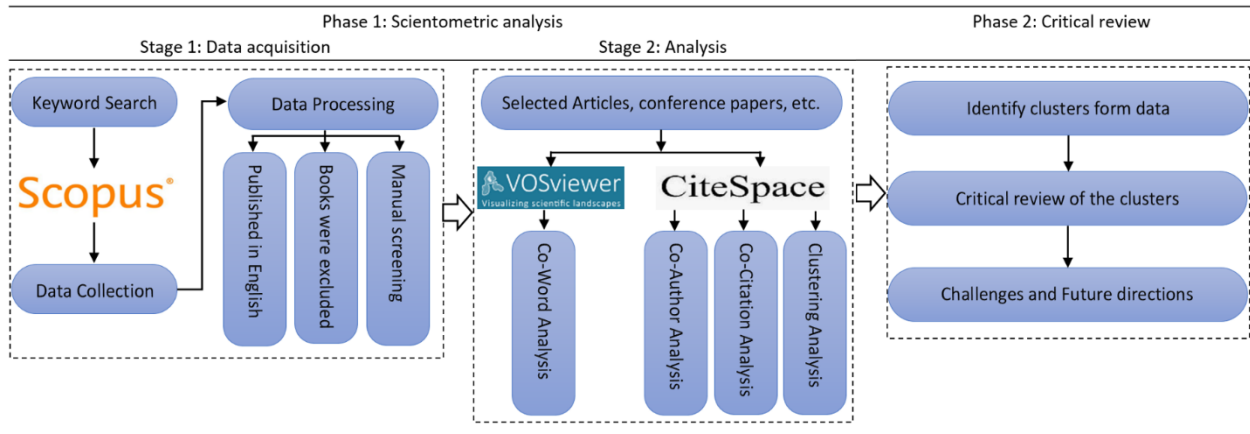 Phase 1: Scientometric analysis
Phase 2: Critical review
Stage 1: Data acquisition
Stage 2: Analysis
Keyword Search
Scopus®
Data Collection
Data Processing
Published in English
Books were excluded
Manual screening
Selected Articles, conference papers, etc.
VOSviewer
Visualizing scientific landscapes
CiteSpace
Co-Word Analysis
Co-Author Analysis
Co-Citation Analysis
Clustering Analysis
Identify clusters form data
Critical review of the clusters
Challenges and Future directions